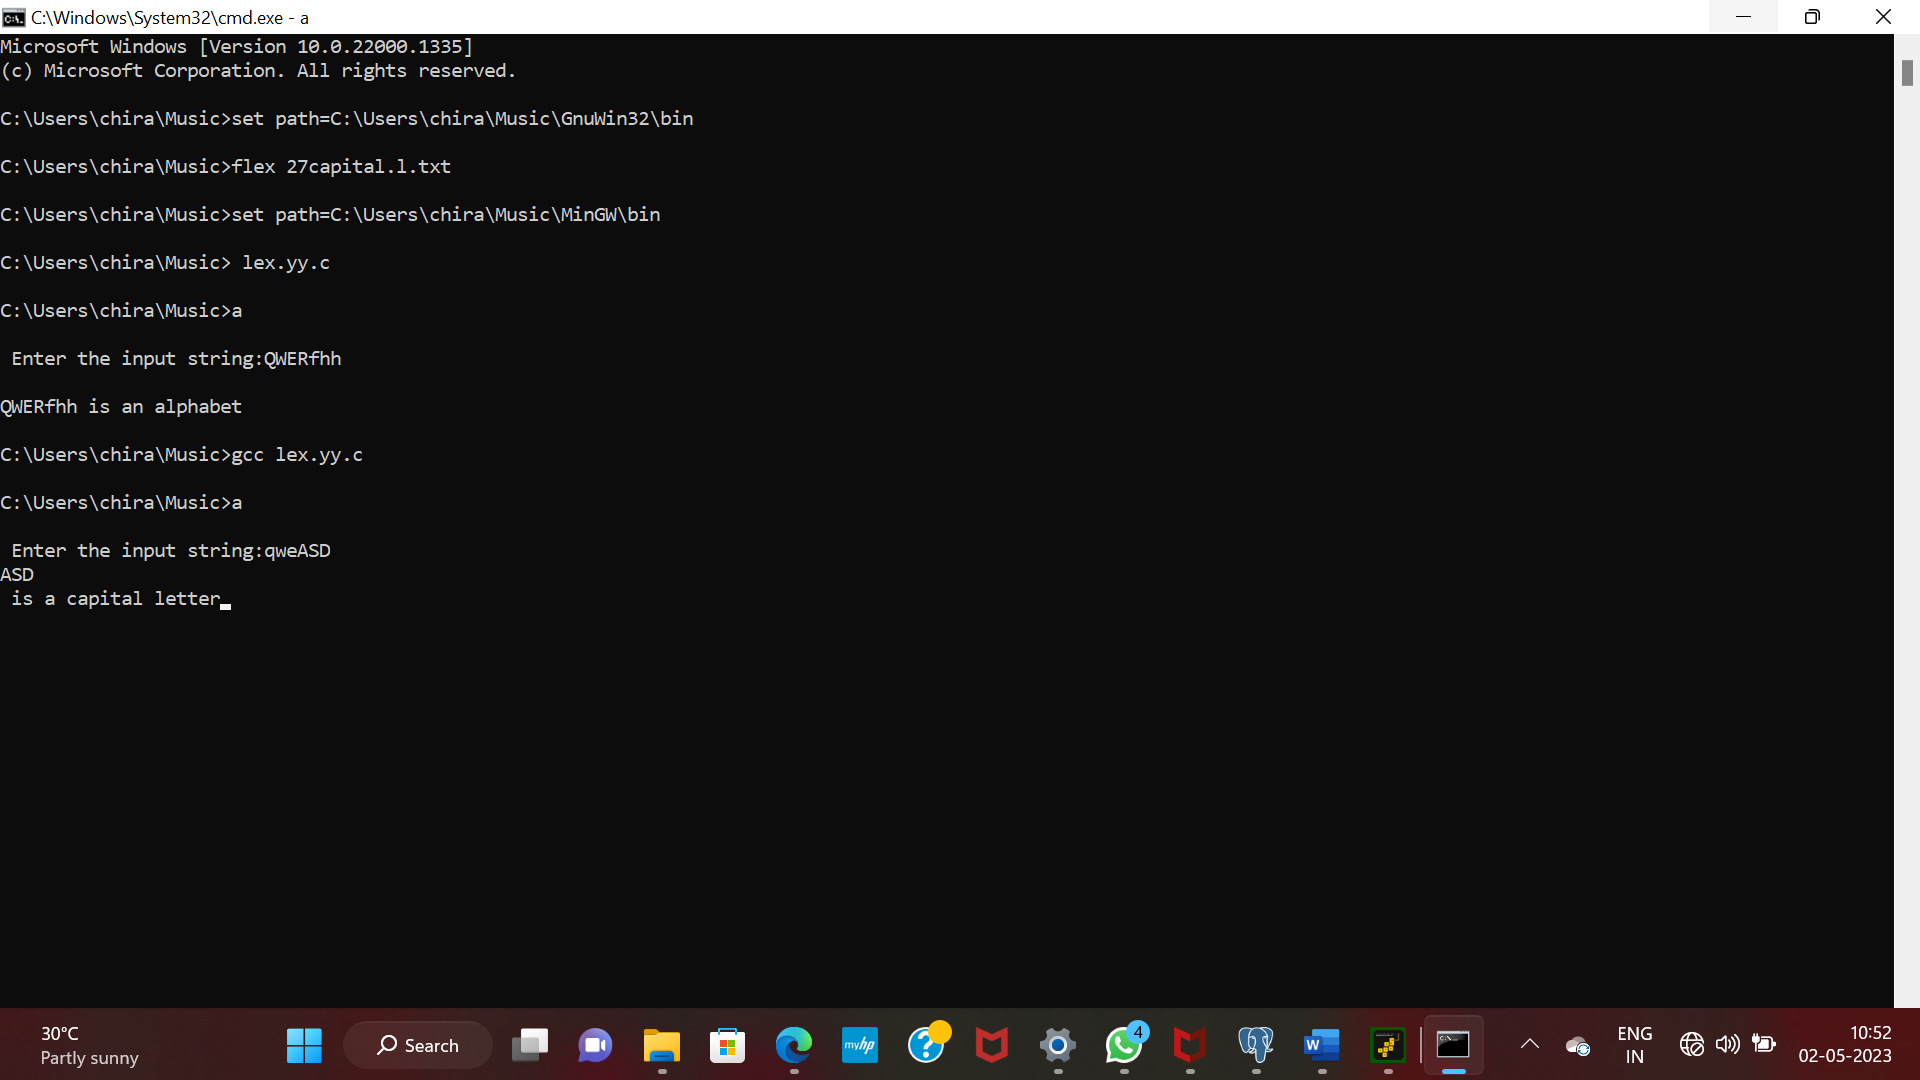 C:\Windows\System32\cmd.exe - a
Microsoft Windows [Version 10.0.22000.1335]
(c) Microsoft Corporation. All rights reserved.
C:\Users\chira\Music>set path=C:\Users\chira\Music\GnuWin32\bin
C:\Users\chira\Music>flex 27capital.l.txt
C:\Users\chira\Music>set path=C:\Users\chira\Music\MinGW\bin
C:\Users\chira\Music> lex.yy.c
C:\Users\chira\Music>a
Enter the input string:QWERfhh
QWERfhh is an alphabet
C:\Users\chira\Music>gcc lex.yy.c
C:\Users\chira\Music>a
Enter the input string:qweASD
ASD
is a capital letter
30°C
Partly sunny
Search
myhp
4
W
ENG
IN
10:52
02-05-2023